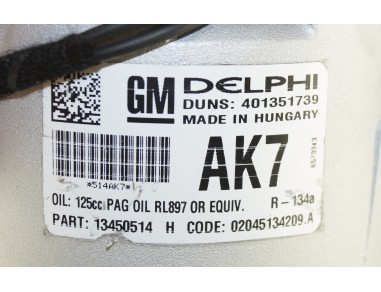 GM DELPHI
DUNS: 401351739
MADE IN HUNGARY
AK7
6573343
*514AK7*
OIL: 125cc PAG OIL RL897 OR EQUIV. R-134a
PART: 13450514 H CODE: 02045134209.A